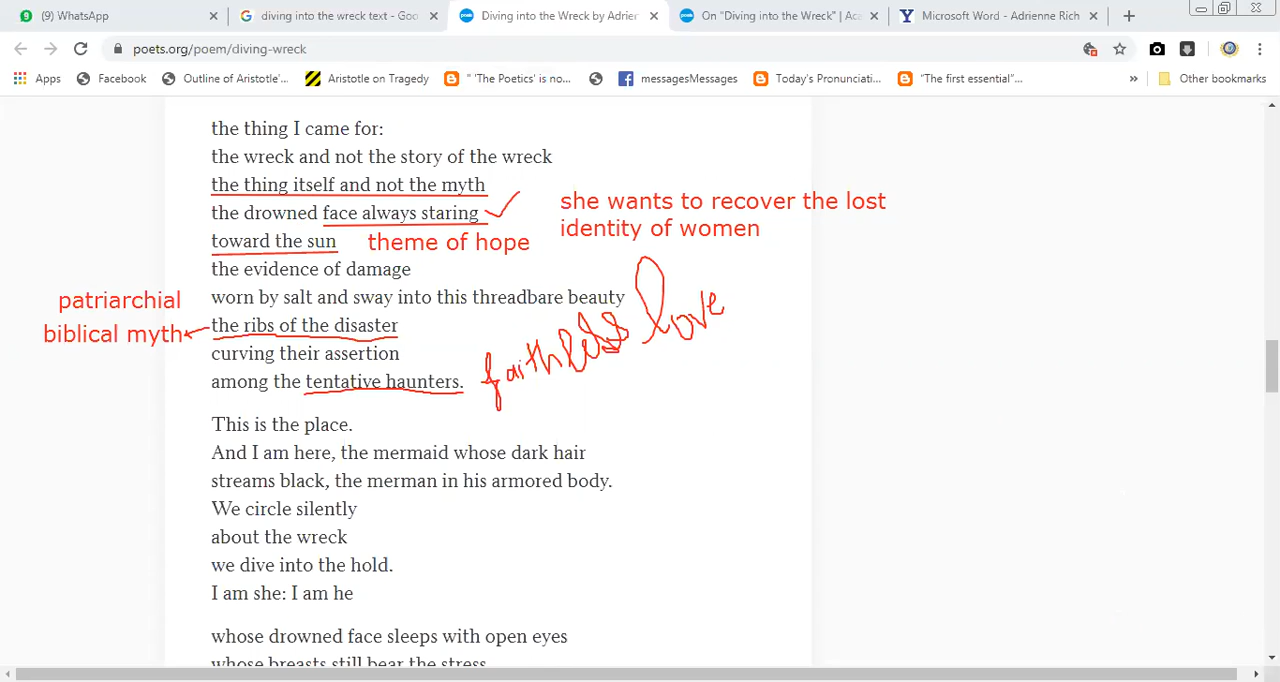 (9) WhatsApp
diving into the wreck text - Goo
Diving into the Wreck by Adrien
On "Diving into the Wreck" | Aca
Microsoft Word - Adrienne Rich
poets.org/poem/diving-wreck
Apps
Facebook
Outline of Aristotle'...
Aristotle on Tragedy
" 'The Poetics' is no...
messagesMessages
Today's Pronunciati...
"The first essential"...
»
Other bookmarks
the thing I came for:
the wreck and not the story of the wreck
the thing itself and not the myth
the drowned face always staring
she wants to recover the lost
identity of women
toward the sun
theme of hope
the evidence of damage
worn by salt and sway into this threadbare beauty
patriarchial
biblical myth
the ribs of the disaster
curving their assertion
among the tentative haunters.
faithless love
This is the place.
And I am here, the mermaid whose dark hair
streams black, the merman in his armored body.
We circle silently
about the wreck
we dive into the hold.
I am she: I am he
whose drowned face sleeps with open eyes
whose breasts still bear the stress